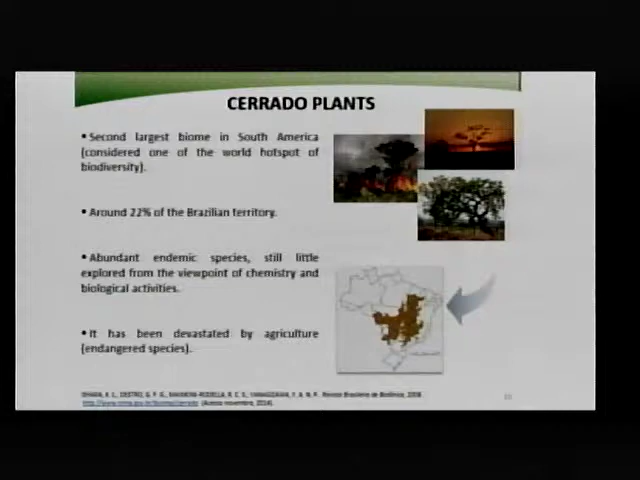 CERRADO PLANTS
• Second largest biome in South America
(considered one of the world hotspot of
biodiversity).
• Around 22% of the Brazilian territory.
• Abundant endemic species, still little
explored from the viewpoint of chemistry and
biological activities.
• It has been devastated by agriculture
(endangered species).